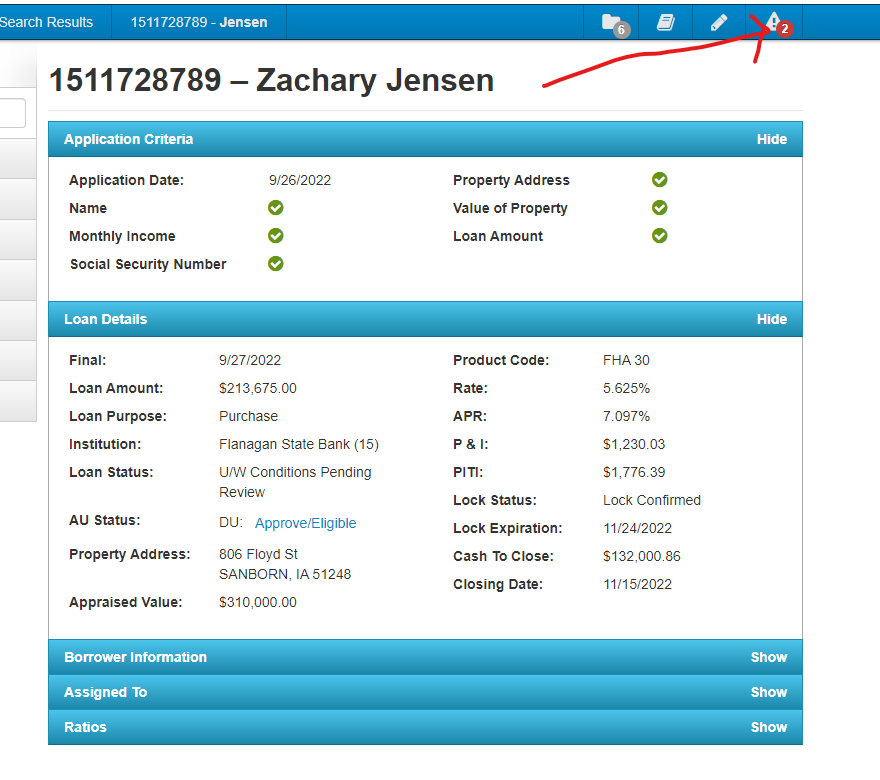 Search Results 1511728789 - Jensen 6 2
1511728789 – Zachary Jensen
Application Criteria Hide
Application Date: 9/26/2022 Property Address
Name Value of Property
Monthly Income Loan Amount
Social Security Number
Loan Details Hide
Final: 9/27/2022 Product Code: FHA 30
Loan Amount: $213,675.00 Rate: 5.625%
Loan Purpose: Purchase APR: 7.097%
Institution: Flanagan State Bank (15) P & I: $1,230.03
Loan Status: U/W Conditions Pending PITI: $1,776.39
Review
Lock Status: Lock Confirmed
AU Status: DU: Approve/Eligible
Lock Expiration: 11/24/2022
Property Address: 806 Floyd St Cash To Close: $132,000.86
SANBORN, IA 51248
Closing Date: 11/15/2022
Appraised Value: $310,000.00
Borrower Information Show
Assigned To Show
Ratios Show